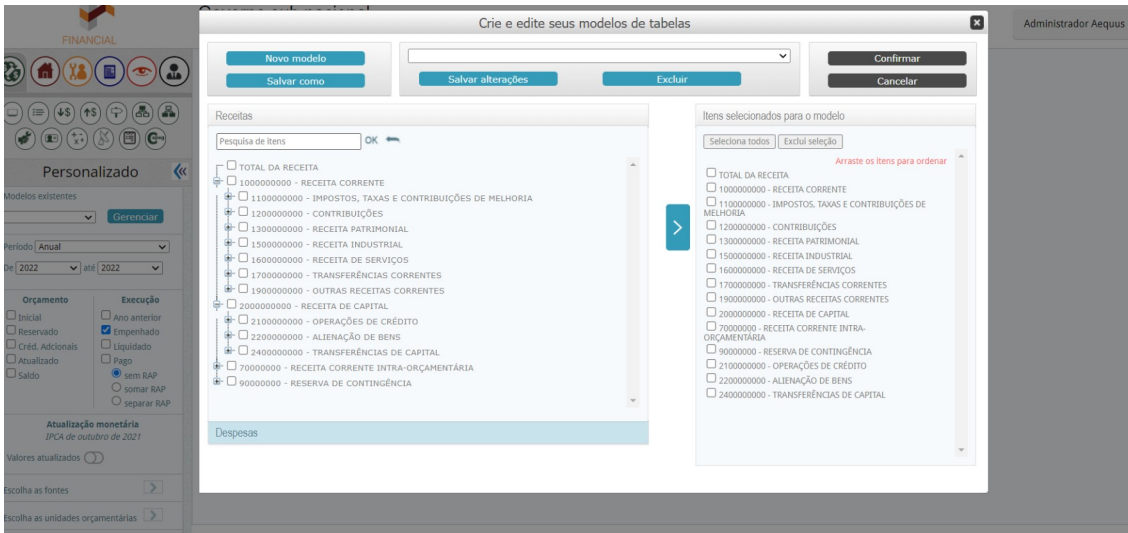 Governo sub-nacional
FINANCIAL
Crie e edite seus modelos de tabelas
Administrador Aequus
Novo modelo
Salvar como
Salvar alterações
Excluir
Confirmar
Cancelar
Personalizado
Modelos existentes
Gerenciar
Período Anual
De 2022 até 2022
Orçamento
Inicial
Reservado
Créd. Adcionais
Atualizado
Saldo
Execução
Ano anterior
Empenhado
Liquidado
Pago
sem RAP
somar RAP
separar RAP
Atualização monetária
IPCA de outubro de 2021
Valores atualizados
Escolha as fontes
Escolha as unidades orçamentárias
Receitas
Pesquisa de itens OK
TOTAL DA RECEITA
1000000000 - RECEITA CORRENTE
1100000000 - IMPOSTOS, TAXAS E CONTRIBUIÇÕES DE MELHORIA
1200000000 - CONTRIBUIÇÕES
1300000000 - RECEITA PATRIMONIAL
1500000000 - RECEITA INDUSTRIAL
1600000000 - RECEITA DE SERVIÇOS
1700000000 - TRANSFERÊNCIAS CORRENTES
1900000000 - OUTRAS RECEITAS CORRENTES
2000000000 - RECEITA DE CAPITAL
2100000000 - OPERAÇÕES DE CRÉDITO
2200000000 - ALIENAÇÃO DE BENS
2400000000 - TRANSFERÊNCIAS DE CAPITAL
70000000 - RECEITA CORRENTE INTRA-ORÇAMENTÁRIA
90000000 - RESERVA DE CONTINGÊNCIA
Despesas
Itens selecionados para o modelo
Seleciona todos Exclui seleção
Arraste os itens para ordenar
TOTAL DA RECEITA
1000000000 - RECEITA CORRENTE
1100000000 - IMPOSTOS, TAXAS E CONTRIBUIÇÕES DE
MELHORIA
1200000000 - CONTRIBUIÇÕES
1300000000 - RECEITA PATRIMONIAL
1500000000 - RECEITA INDUSTRIAL
1600000000 - RECEITA DE SERVIÇOS
1700000000 - TRANSFERÊNCIAS CORRENTES
1900000000 - OUTRAS RECEITAS CORRENTES
2000000000 - RECEITA DE CAPITAL
70000000 - RECEITA CORRENTE INTRA-
ORÇAMENTÁRIA
90000000 - RESERVA DE CONTINGÊNCIA
2100000000 - OPERAÇÕES DE CRÉDITO
2200000000 - ALIENAÇÃO DE BENS
2400000000 - TRANSFERÊNCIAS DE CAPITAL